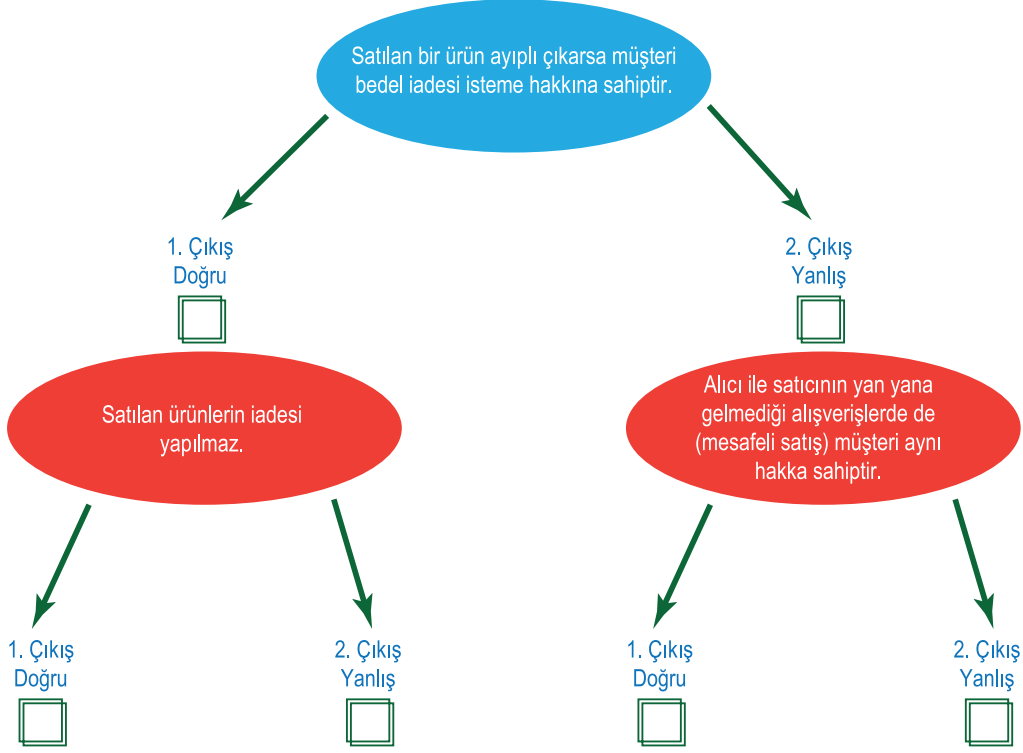 Satılan bir ürün ayıplı çıkarsa müşteri
bedel iadesi isteme hakkına sahiptir.
1. Çıkış
Doğru
2. Çıkış
Yanlış
Satılan ürünlerin iadesi
yapılmaz.
Alıcı ile satıcının yan yana
gelmediği alışverişlerde de
(mesafeli satış) müşteri aynı
hakka sahiptir.
1. Çıkış
Doğru
2. Çıkış
Yanlış
1. Çıkış
Doğru
2. Çıkış
Yanlış